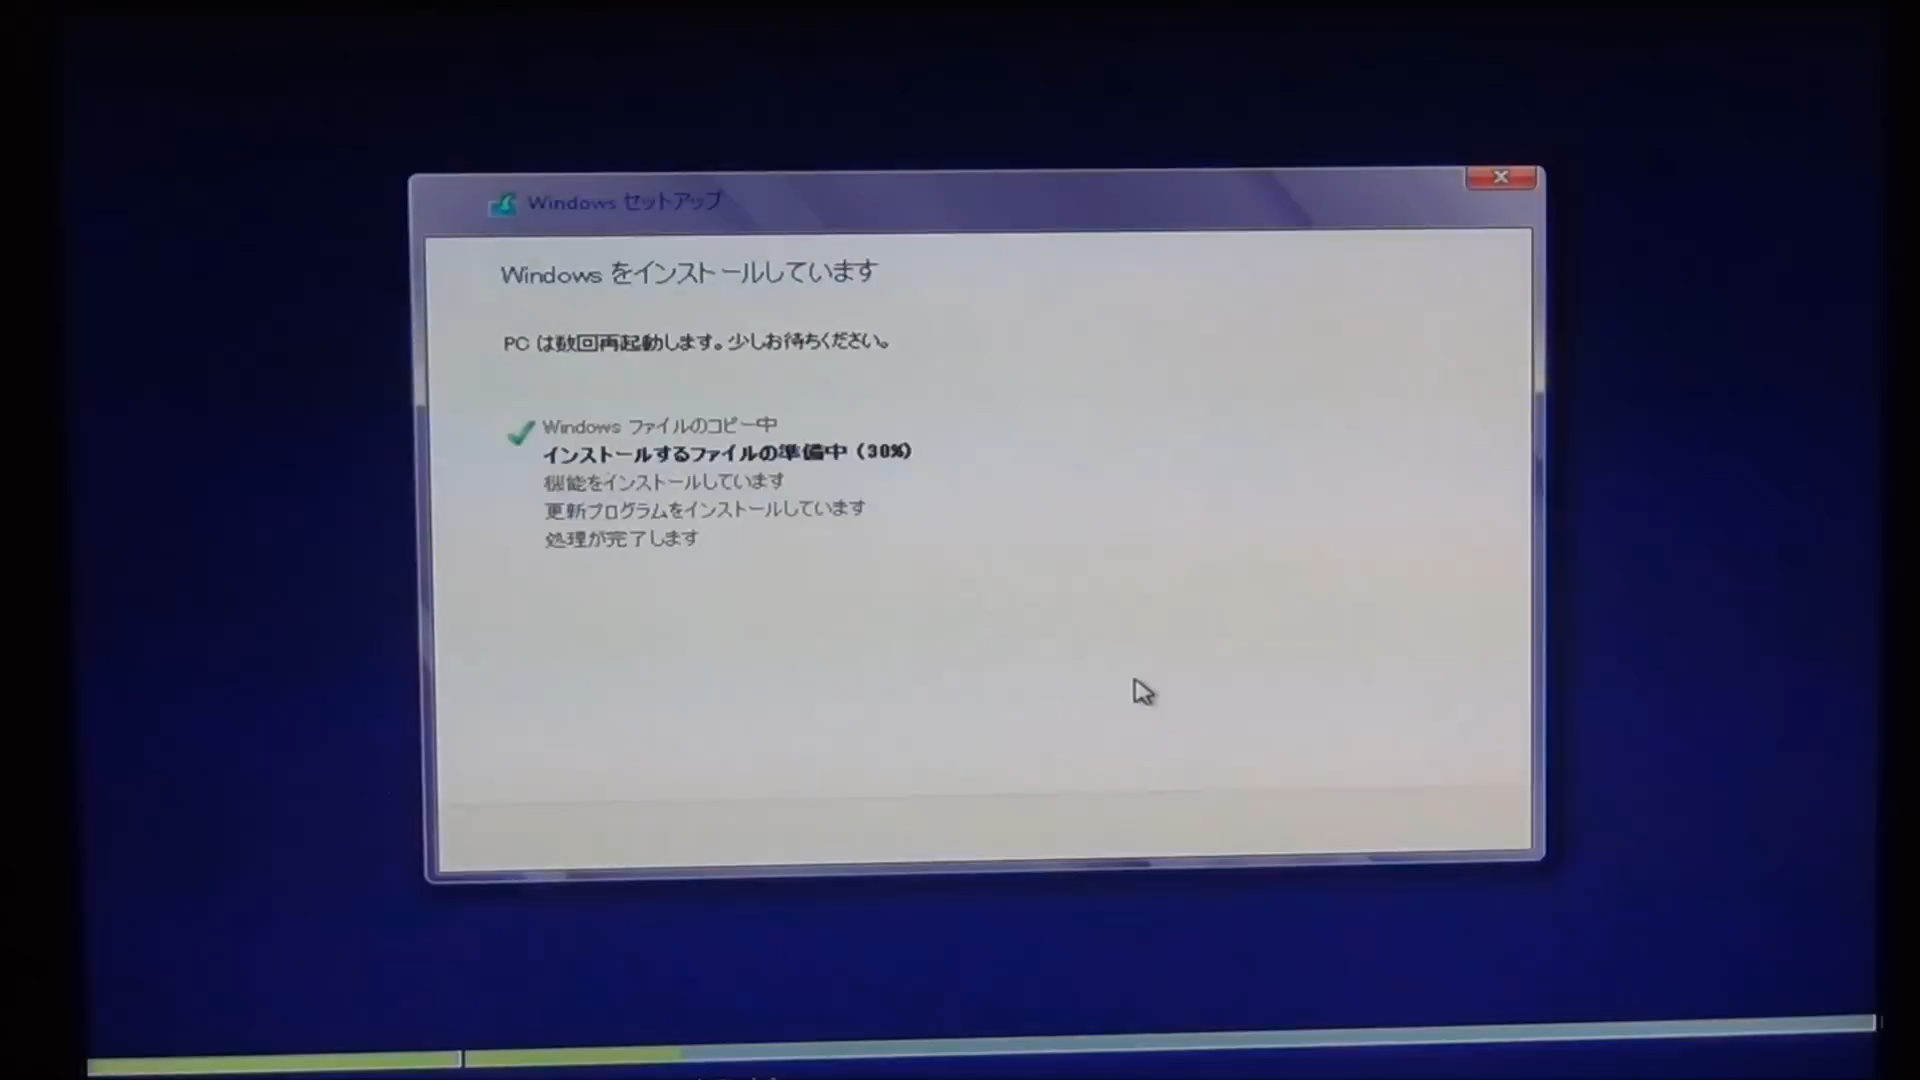 Windows セットアップ
Windows をインストールしています
PC は数回再起動します。少しお待ちください。
Windows ファイルのコピー中
インストールするファイルの準備中 (30%)
機能をインストールしています
更新プログラムをインストールしています
処理が完了します